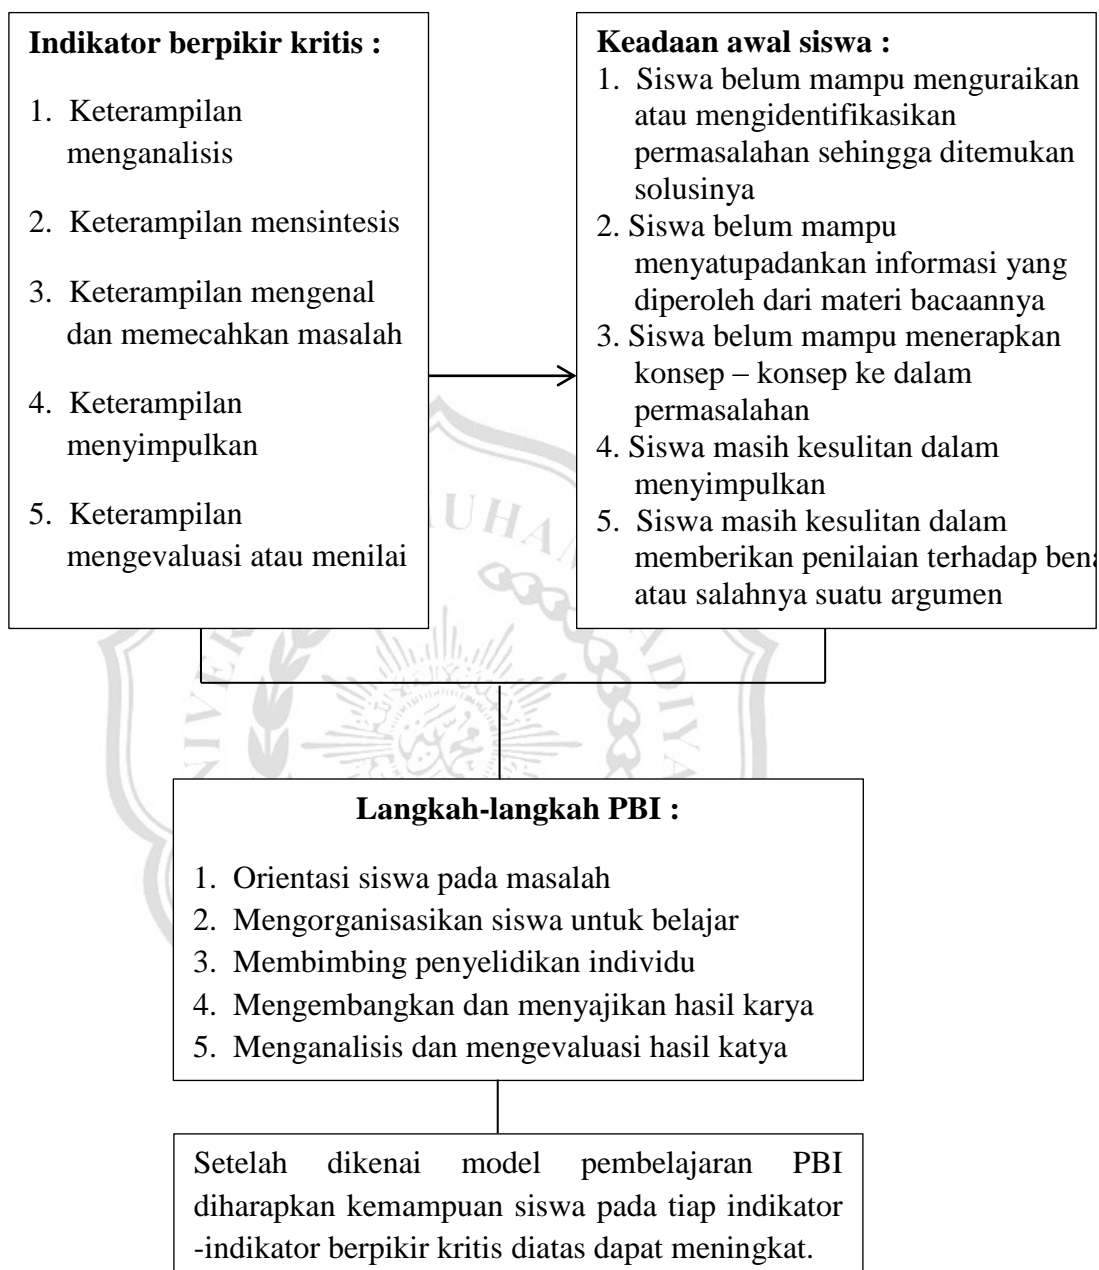 Indikator berpikir kritis :
1. Keterampilan
menganalisis
2. Keterampilan mensintesis
3. Keterampilan mengenal
dan memecahkan masalah
4. Keterampilan
menyimpulkan
5. Keterampilan
mengevaluasi atau menilai
Keadaan awal siswa :
1. Siswa belum mampu menguraikan
atau mengidentifikasikan
permasalahan sehingga ditemukan
solusinya
2. Siswa belum mampu
menyatupadankan informasi yang
diperoleh dari materi bacaannya
3. Siswa belum mampu menerapkan
konsep – konsep ke dalam
permasalahan
4. Siswa masih kesulitan dalam
menyimpulkan
5. Siswa masih kesulitan dalam
memberikan penilaian terhadap bena
atau salahnya suatu argumen
Langkah-langkah PBI :
1. Orientasi siswa pada masalah
2. Mengorganisasikan siswa untuk belajar
3. Membimbing penyelidikan individu
4. Mengembangkan dan menyajikan hasil karya
5. Menganalisis dan mengevaluasi hasil katya
Setelah dikenai model pembelajaran PBI
diharapkan kemampuan siswa pada tiap indikator
-indikator berpikir kritis diatas dapat meningkat.